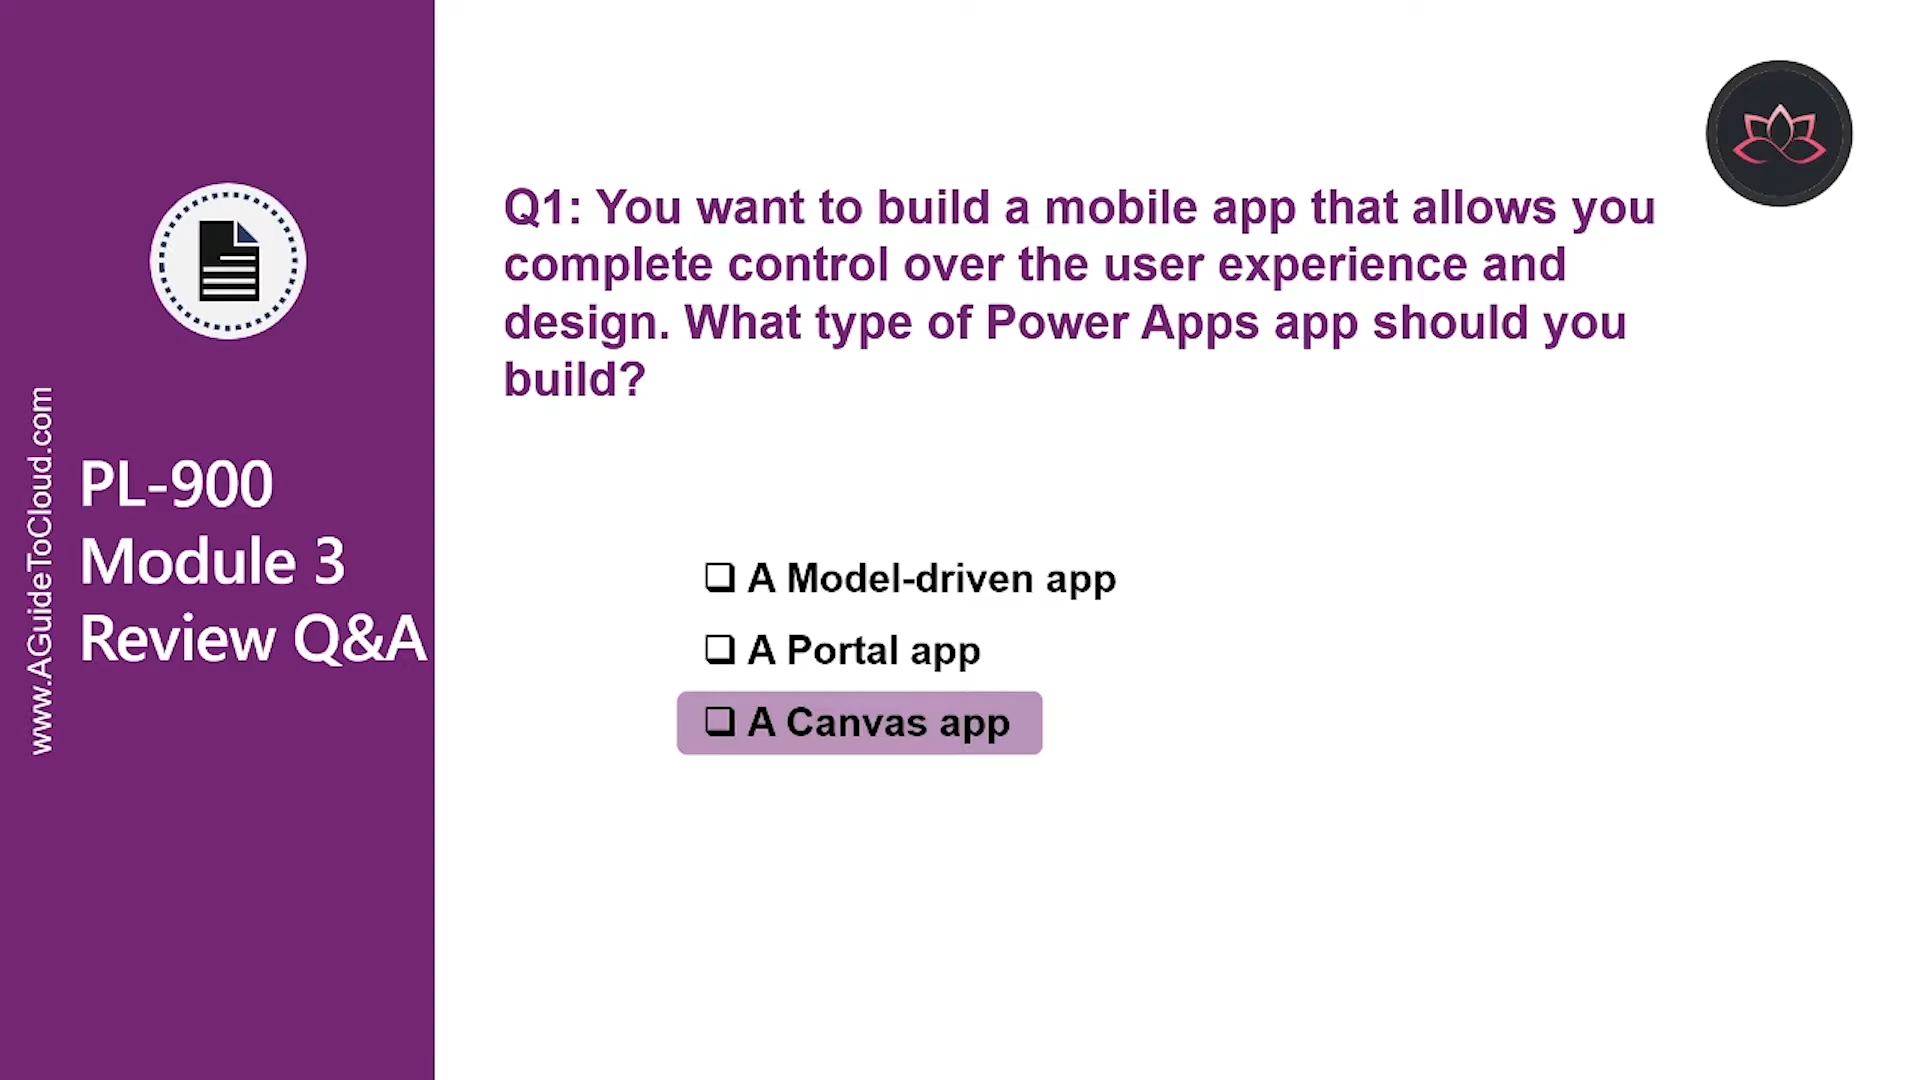 www.AGuideToCloud.com
PL-900
Module 3
Review Q&A
Q1: You want to build a mobile app that allows you
complete control over the user experience and
design. What type of Power Apps app should you
build?
❑ A Model-driven app
❑ A Portal app
❑ A Canvas app